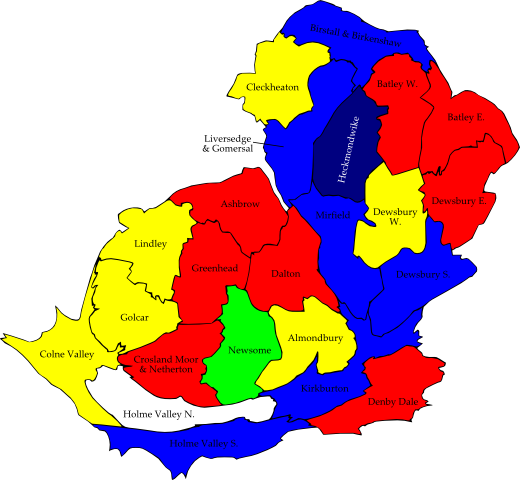 Birstall & Birkenshaw
Cleckheaton
Batley W.
Batley E.
Liversedge
& Gomersal
Heckmondwike
Ashbrow
Mirfield
Dewsbury
W.
Dewsbury E.
Lindley
Greenhead
Dalton
Dewsbury S.
Golcar
Almondbury
Newsome
Colne Valley
Crosland Moor
& Netherton
Kirkburton
Denby Dale
Holme Valley N.
Holme Valley S.